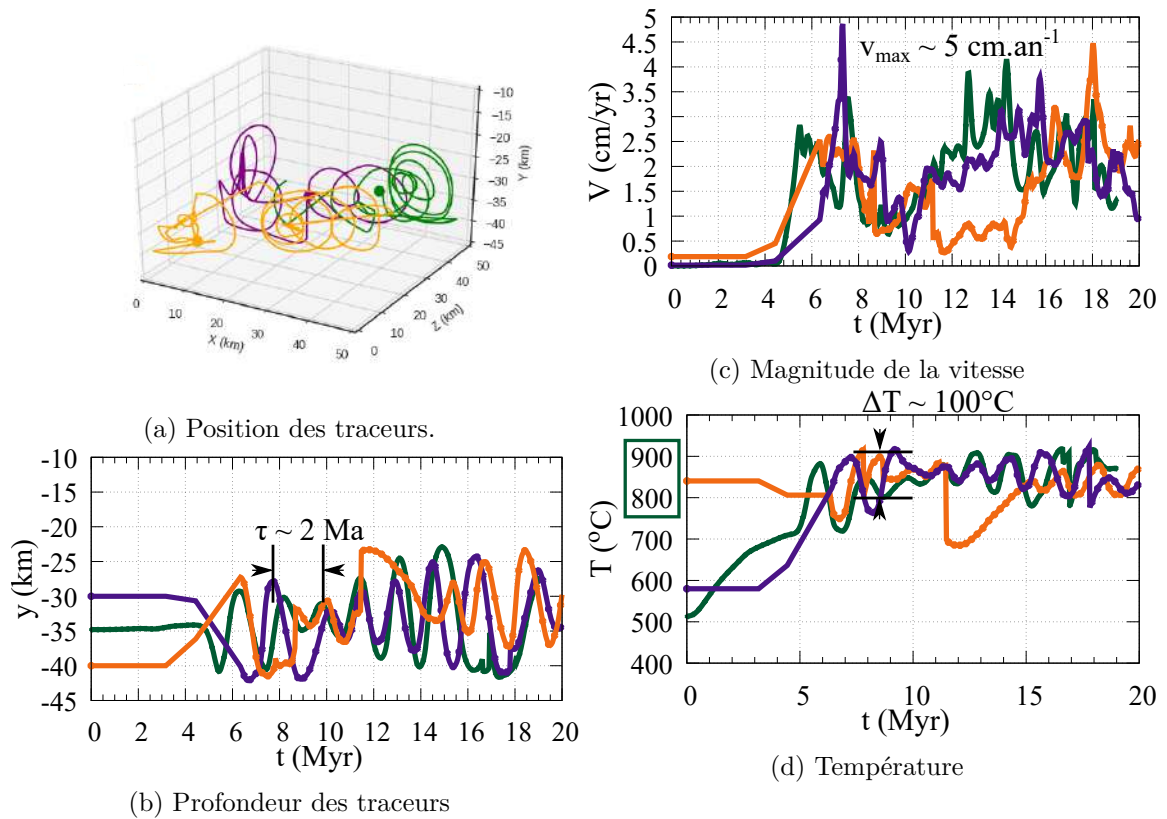 -10
-15
-20
-25
-30
-35
-40
-45
Y (km)
0
10
20
30
40
50
X (km)
0
10
20
30
40
50
Z (km)
(a) Position des traceurs.
5
4.5
4
3.5
3
2.5
2
1.5
1
0.5
0
V (cm/yr)
v_max ~ 5 cm.an⁻¹
0 2 4 6 8 10 12 14 16 18 20
t (Myr)
(c) Magnitude de la vitesse
-10
-15
-20
-25
-30
-35
-40
-45
y (km)
τ ~ 2 Ma
0 2 4 6 8 10 12 14 16 18 20
t (Myr)
(b) Profondeur des traceurs
ΔT ~ 100°C
1000
900
800
700
600
500
400
T (°C)
0 5 10 15 20
t (Myr)
(d) Température